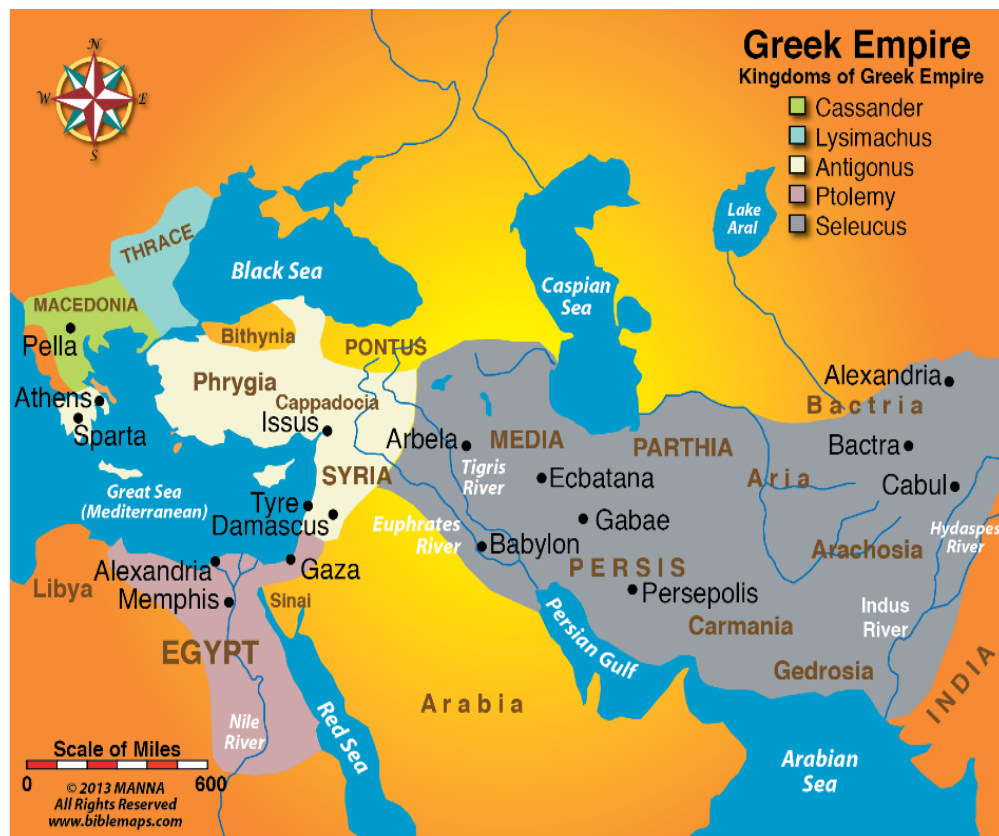 N
W
E
S
Greek Empire
Kingdoms of Greek Empire
Cassander
Lysimachus
Antigonus
Ptolemy
Seleucus
Lake
Aral
THRACE
Black Sea
Caspian
Sea
MACEDONIA
Pella
Bithynia
PONTUS
Phrygia
Cappadocia
Alexandria
Bactria
Athens
Sparta
Issus
Arbela
MEDIA
PARTHIA
Bactra
Tigris
River
SYRIA
Ecbatana
Aria
Cabul
Great Sea
(Mediterranean)
Tyre
Damascus
Euphrates
River
Gabae
Hydaspes
River
Babylon
Arachosia
Libya
Alexandria
Gaza
PERSIS
Memphis
Sinai
Persepolis
Persian Gulf
Carmania
Indus
River
EGYPT
Gedrosia
INDIA
Arabia
Nile
River
Red Sea
Arabian
Sea
Scale of Miles
0
600
© 2013 MANNA
All Rights Reserved
www.biblemaps.com